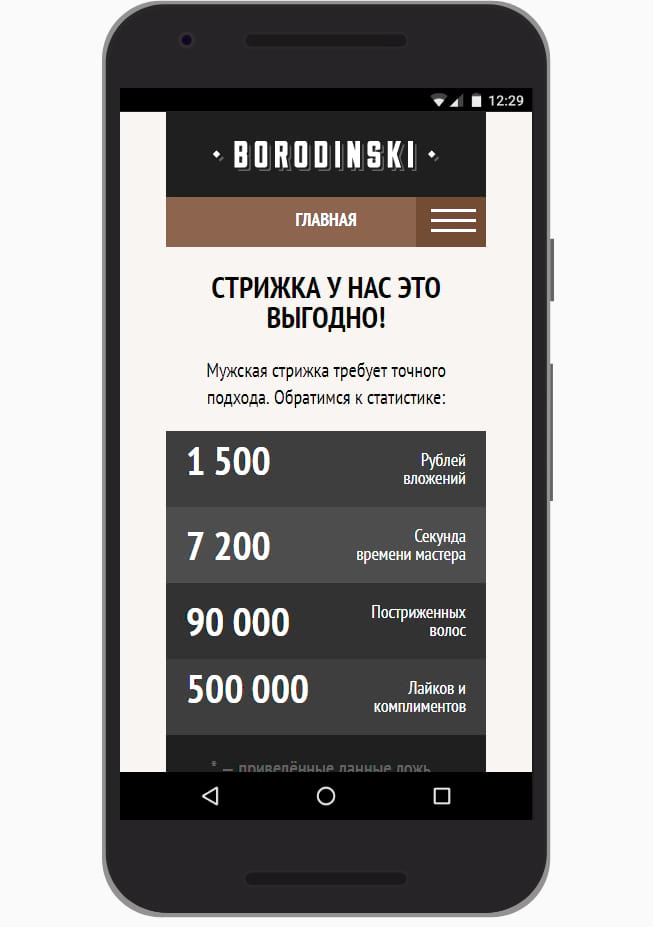 12:29
BORODINSKI
ГЛАВНАЯ
СТРИЖКА У НАС ЭТО
ВЫГОДНО!
Мужская стрижка требует точного
подхода. Обратимся к статистике:
1 500
Рублей
вложений
7 200
Секунда
времени мастера
90 000
Постриженных
волос
500 000
Лайков и
комплиментов
* — приведённые данные ложь